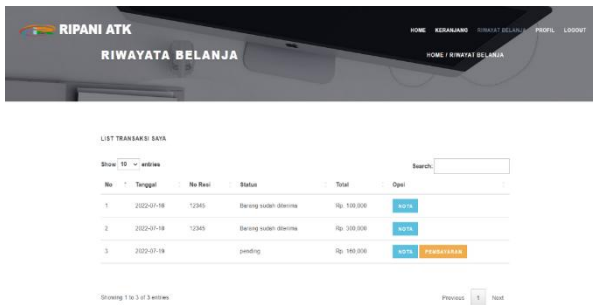 RIPANI ATK
HOME KERANJANG RIWAYAT BELANJA PROFIL LOGOUT
RIWAYATA BELANJA
HOME / RIWAYAT BELANJA
LIST TRANSAKSI SAYA
Show 10 entries
Search:
No Tanggal No Resi Status Total Opsi
1 2022-07-18 12345 Barang sudah diterima Rp. 100,000 NOTA
2 2022-07-18 12345 Barang sudah diterima Rp. 300,000 NOTA
3 2022-07-19 pending Rp. 160,000 NOTA PEMBAYARAN
Showing 1 to 3 of 3 entries
Previous 1 Next